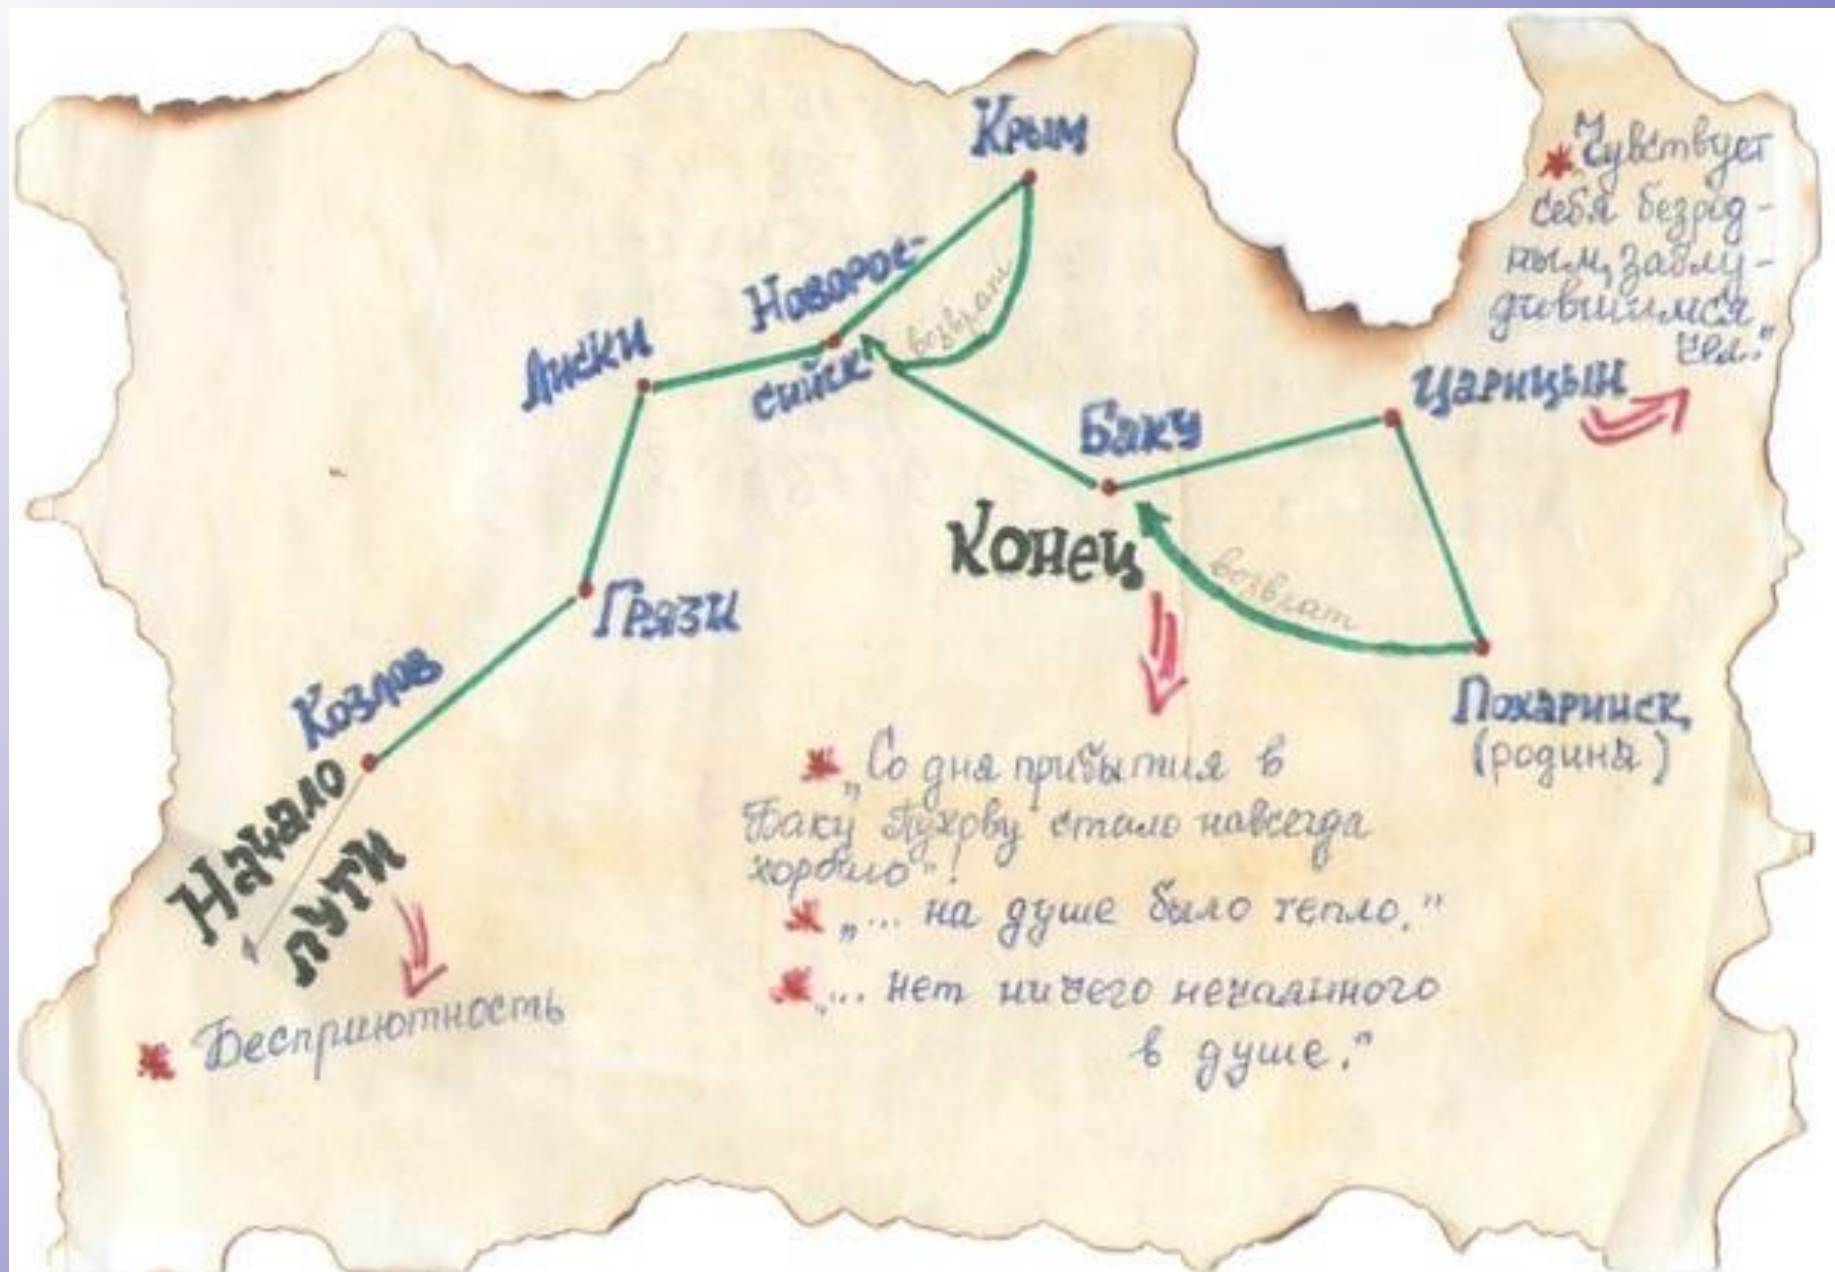 Крым
* Чувствует
себя безрод-
ным, заблу-
дившимся
Новорос-
возврат
сийск
Лиски
Царицын
Баку
Конец
возврат
Грязи
Козлов
Похаринск,
(родина)
Начало
пути
* „Со дня прибытия в
Баку Пухову стало навсегда
хорошо"!
* „... на душе было тепло."
* „... нет ничего нечаянного
в душе."
* Бесприютность